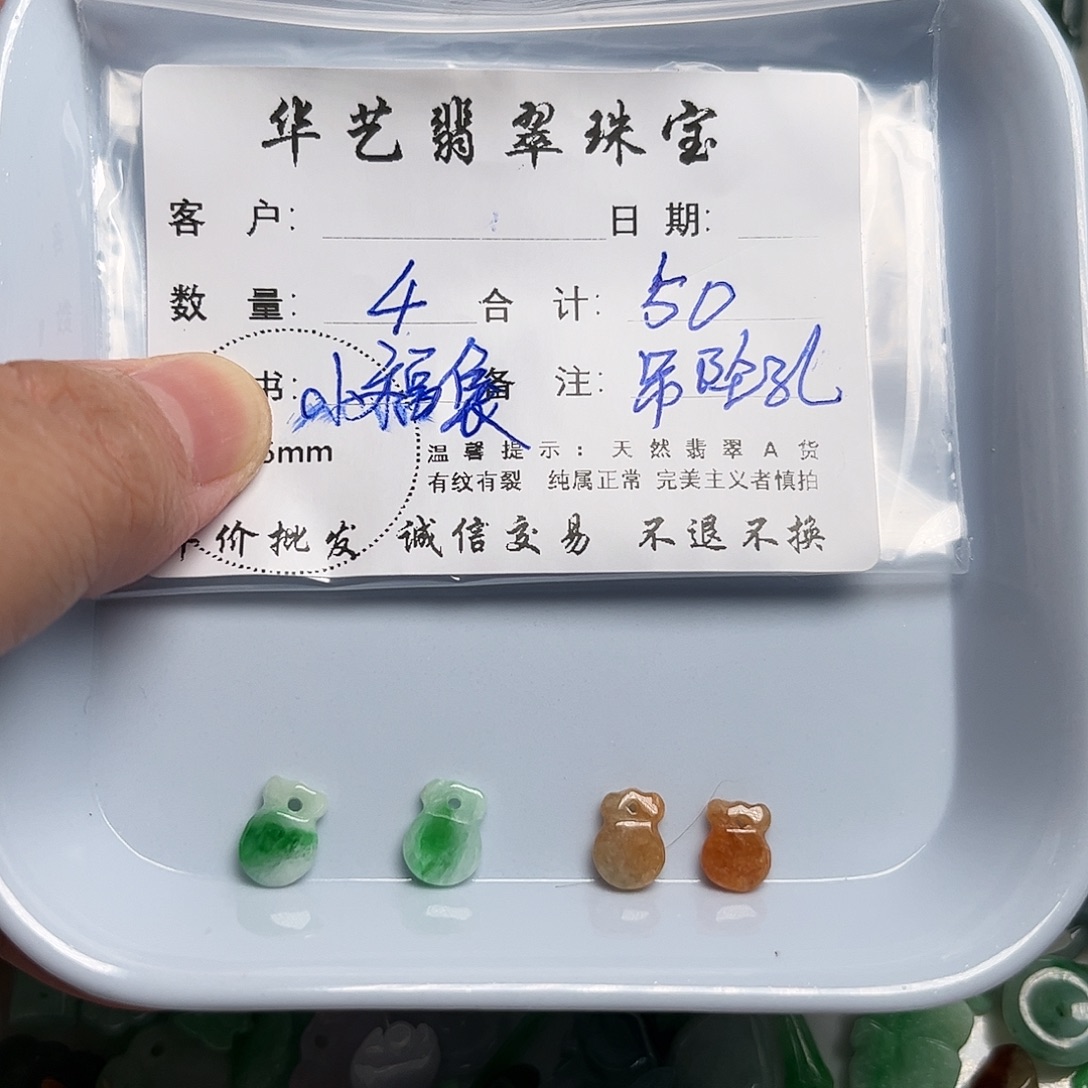 华艺翡翠珠宝
客 户: 日 期:
数 量: 4 合 计: 50
书: 小福袋 备 注: 吊坠孔
mm 温馨提示：天然翡翠A货
有纹有裂 纯属正常 完美主义者慎拍
价批发 诚信交易 不退不换